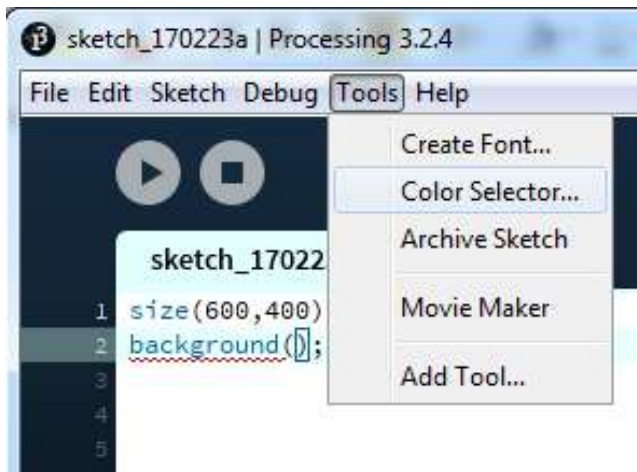 sketch_170223a | Processing 3.2.4
File Edit Sketch Debug Tools Help
Create Font...
Color Selector...
Archive Sketch
Movie Maker
Add Tool...
sketch_17022
1 size(600,400)
2 background();
3
4
5